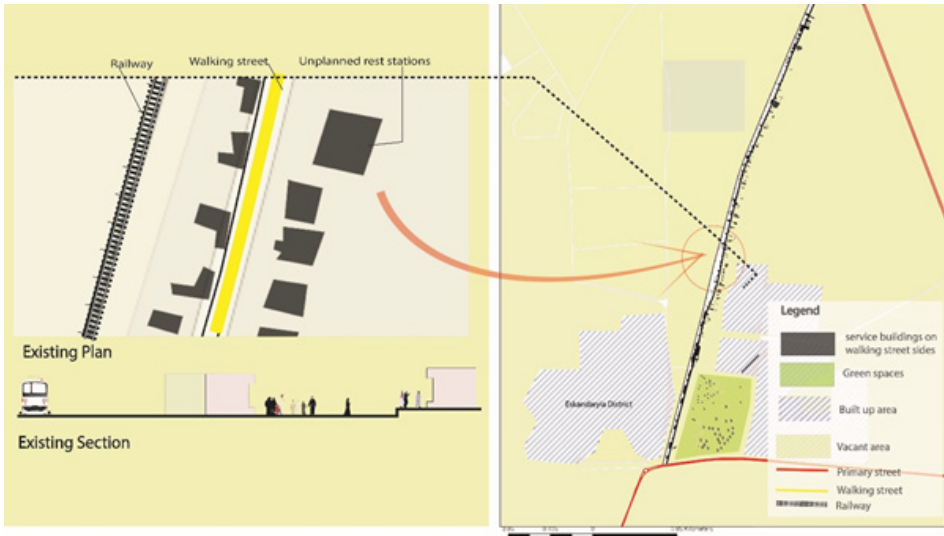 Railway
Walking street
Unplanned rest stations
Existing Plan
Existing Section
Eskandaryia District
Legend
service buildings on
walking street sides
Green spaces
Built up area
Vacant area
Primary street
Walking street
Railway